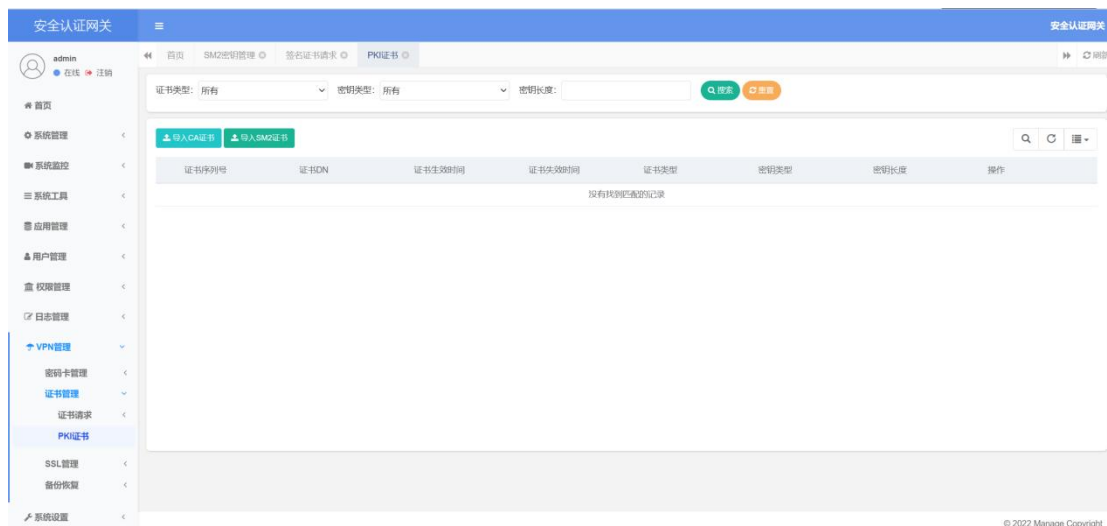 安全认证网关
安全认证网关
admin
在线 注销
首页 SM2密钥管理 签名证书请求 PKI证书
刷新
证书类型: 所有 密钥类型: 所有 密钥长度: 搜索 重置
首页
系统管理
导入CA证书 导入SM2证书
系统监控
证书序列号 证书DN 证书生效时间 证书失效时间 证书类型 密钥类型 密钥长度 操作
没有找到匹配的记录
系统工具
应用管理
用户管理
权限管理
日志管理
VPN管理
密码卡管理
证书管理
证书请求
PKI证书
SSL管理
备份恢复
系统设置
© 2022 Manage Copyright